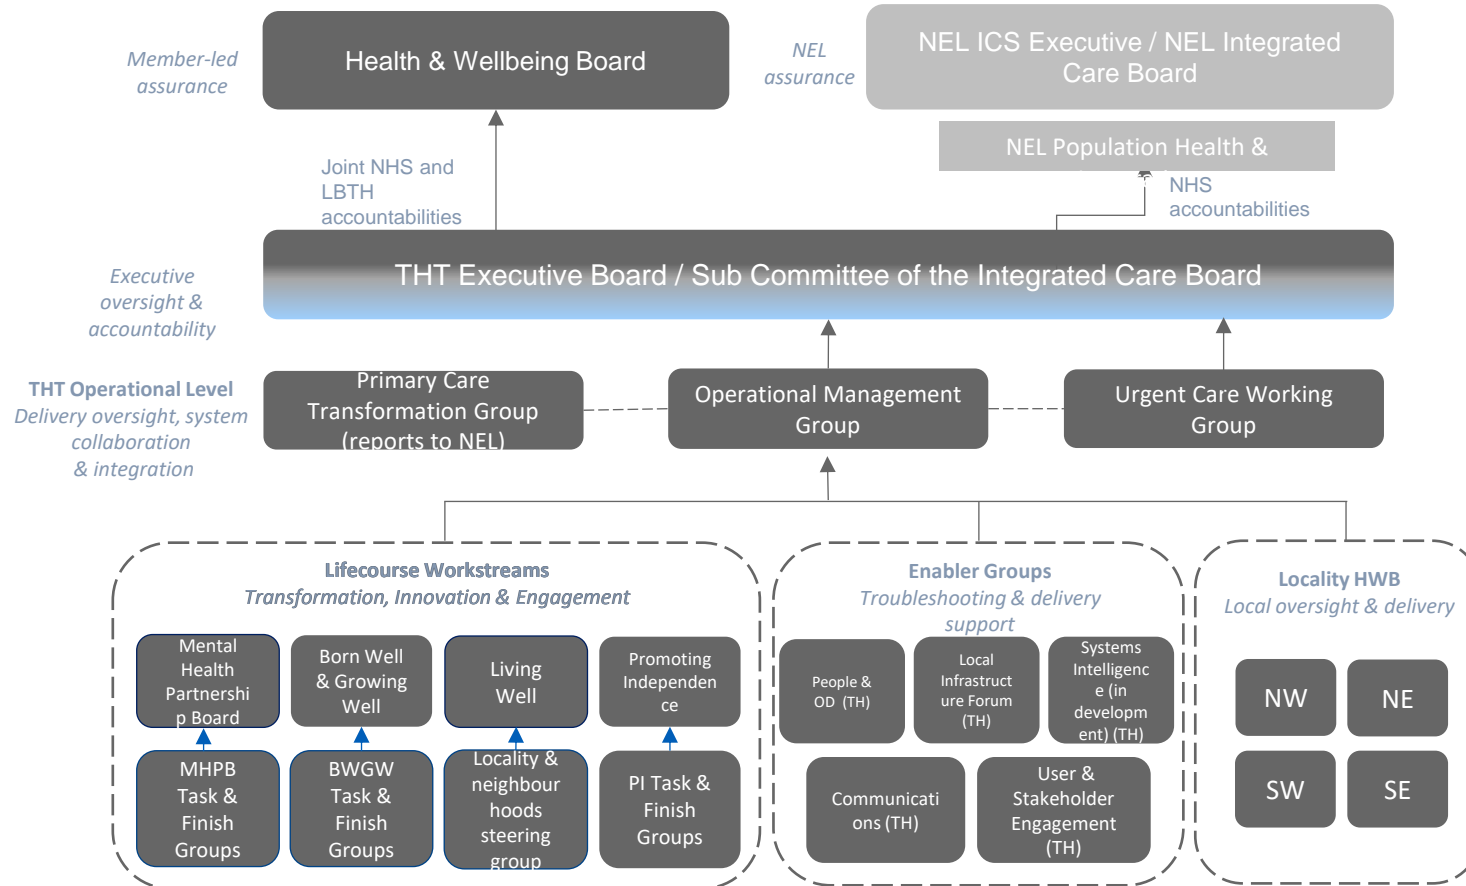 Member-led
assurance
Health & Wellbeing Board
NEL
assurance
NEL ICS Executive / NEL Integrated
Care Board
NEL Population Health &
Joint NHS and
LBTH
accountabilities
NHS
accountabilities
Executive
oversight &
accountability
THT Executive Board / Sub Committee of the Integrated Care Board
THT Operational Level
Delivery oversight, system
collaboration
& integration
Primary Care
Transformation Group
(reports to NEL)
Operational Management
Group
Urgent Care Working
Group
Lifecourse Workstreams
Transformation, Innovation & Engagement
Mental
Health
Partnershi
p Board
Born Well
& Growing
Well
Living
Well
Promoting
Independen
ce
MHPB
Task &
Finish
Groups
BWGW
Task &
Finish
Groups
Locality &
neighbour
hoods
steering
group
PI Task &
Finish
Groups
Enabler Groups
Troubleshooting & delivery
support
People &
OD (TH)
Local
Infrastruct
ure Forum
(TH)
Systems
Intelligenc
e (in
developm
ent) (TH)
Communicati
ons (TH)
User &
Stakeholder
Engagement
(TH)
Locality HWB
Local oversight & delivery
NW
NE
SW
SE